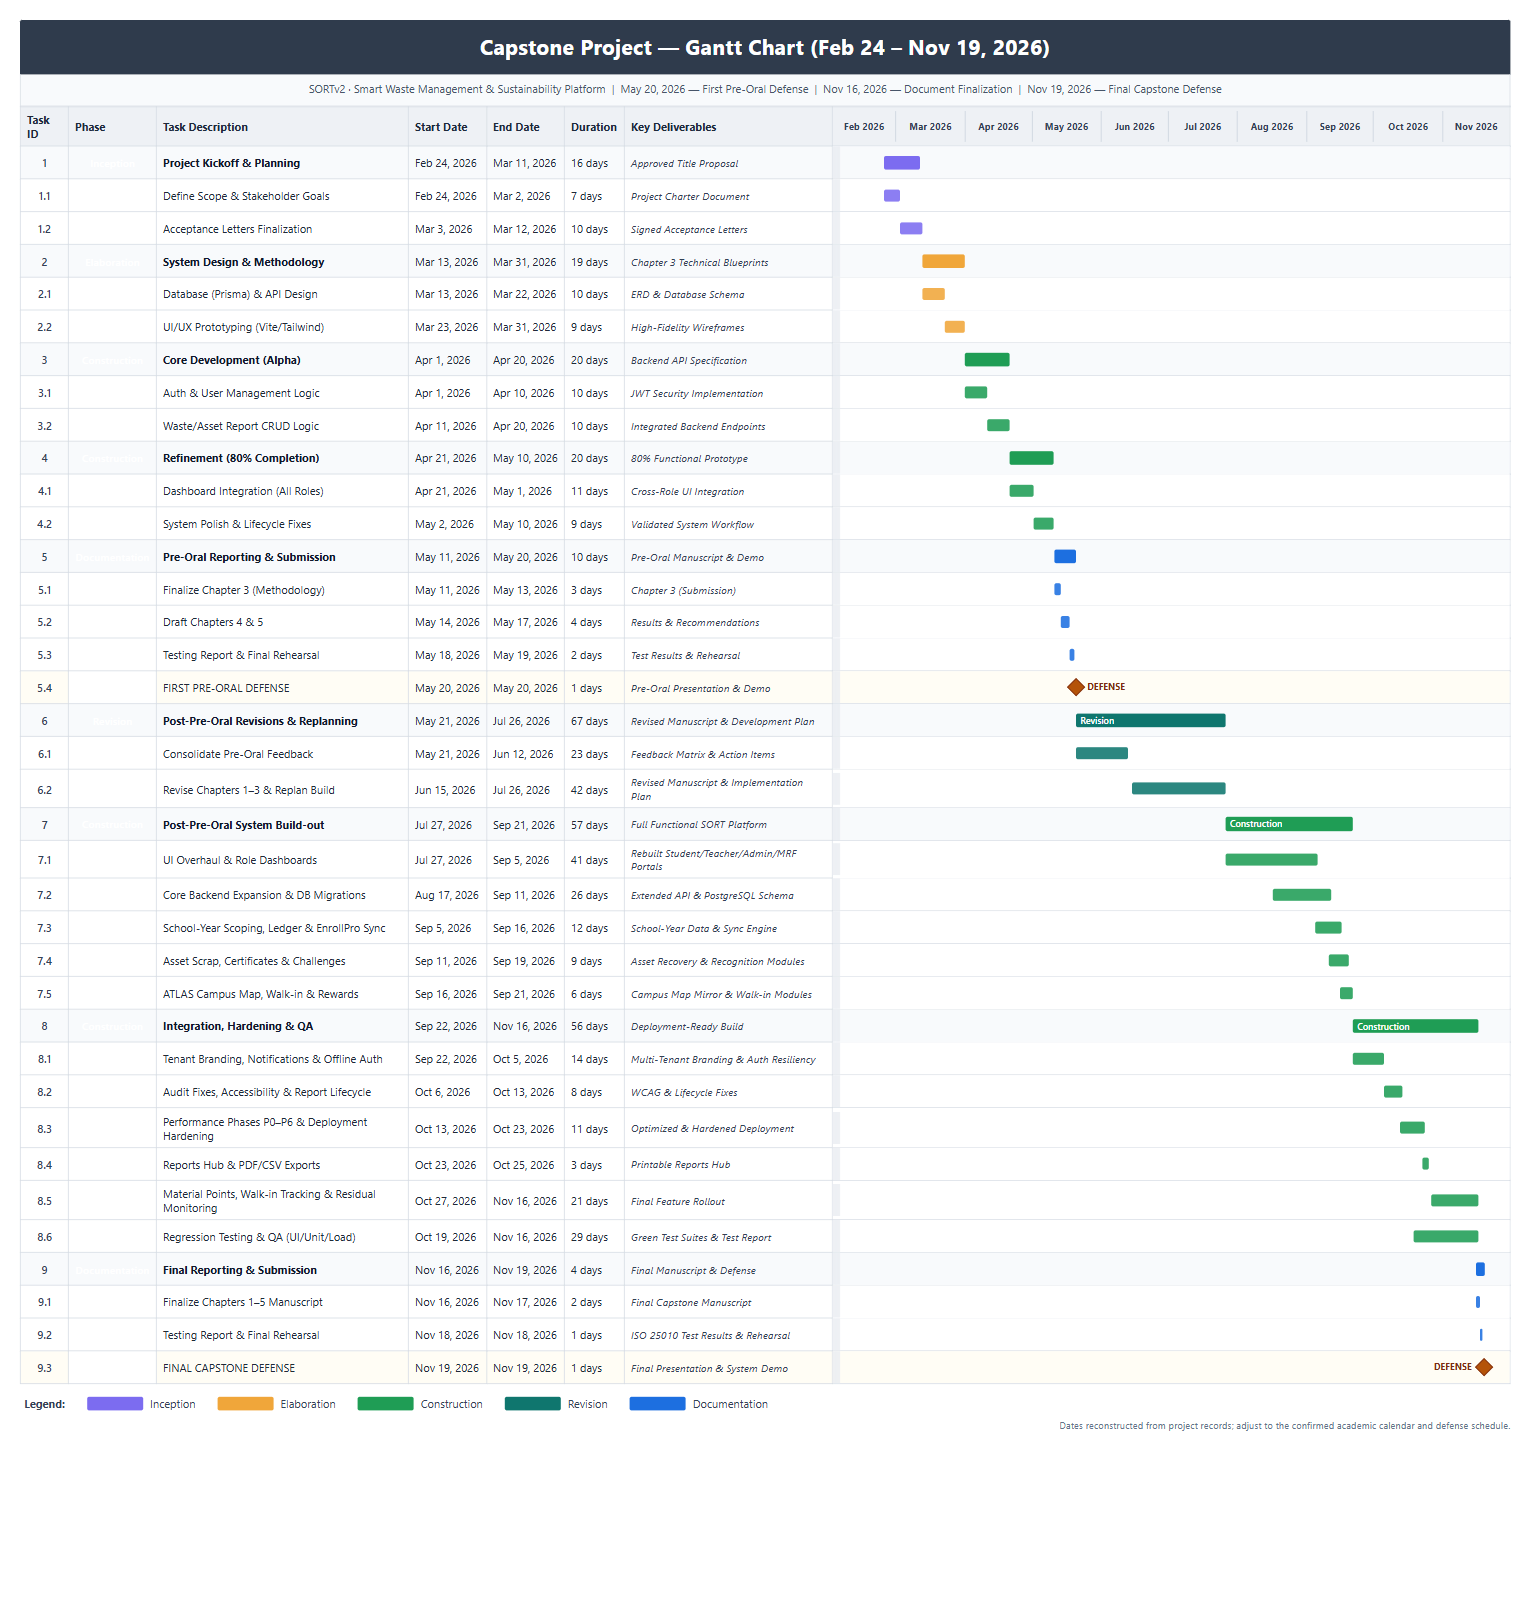 Capstone Project — Gantt Chart (Feb 24 – Nov 19, 2026)
SORTv2 · Smart Waste Management & Sustainability Platform | May 20, 2026 — First Pre-Oral Defense | Nov 16, 2026 — Document Finalization | Nov 19, 2026 — Final Capstone Defense
Task ID Phase Task Description Start Date End Date Duration Key Deliverables Feb 2026 Mar 2026 Apr 2026 May 2026 Jun 2026 Jul 2026 Aug 2026 Sep 2026 Oct 2026 Nov 2026
1 Project Kickoff & Planning Feb 24, 2026 Mar 11, 2026 16 days Approved Title Proposal
1.1 Define Scope & Stakeholder Goals Feb 24, 2026 Mar 2, 2026 7 days Project Charter Document
1.2 Acceptance Letters Finalization Mar 3, 2026 Mar 12, 2026 10 days Signed Acceptance Letters
2 System Design & Methodology Mar 13, 2026 Mar 31, 2026 19 days Chapter 3 Technical Blueprints
2.1 Database (Prisma) & API Design Mar 13, 2026 Mar 22, 2026 10 days ERD & Database Schema
2.2 UI/UX Prototyping (Vite/Tailwind) Mar 23, 2026 Mar 31, 2026 9 days High-Fidelity Wireframes
3 Core Development (Alpha) Apr 1, 2026 Apr 20, 2026 20 days Backend API Specification
3.1 Auth & User Management Logic Apr 1, 2026 Apr 10, 2026 10 days JWT Security Implementation
3.2 Waste/Asset Report CRUD Logic Apr 11, 2026 Apr 20, 2026 10 days Integrated Backend Endpoints
4 Refinement (80% Completion) Apr 21, 2026 May 10, 2026 20 days 80% Functional Prototype
4.1 Dashboard Integration (All Roles) Apr 21, 2026 May 1, 2026 11 days Cross-Role UI Integration
4.2 System Polish & Lifecycle Fixes May 2, 2026 May 10, 2026 9 days Validated System Workflow
5 Pre-Oral Reporting & Submission May 11, 2026 May 20, 2026 10 days Pre-Oral Manuscript & Demo
5.1 Finalize Chapter 3 (Methodology) May 11, 2026 May 13, 2026 3 days Chapter 3 (Submission)
5.2 Draft Chapters 4 & 5 May 14, 2026 May 17, 2026 4 days Results & Recommendations
5.3 Testing Report & Final Rehearsal May 18, 2026 May 19, 2026 2 days Test Results & Rehearsal
5.4 FIRST PRE-ORAL DEFENSE May 20, 2026 May 20, 2026 1 days Pre-Oral Presentation & Demo DEFENSE
6 Post-Pre-Oral Revisions & Replanning May 21, 2026 Jul 26, 2026 67 days Revised Manuscript & Development Plan Revision
6.1 Consolidate Pre-Oral Feedback May 21, 2026 Jun 12, 2026 23 days Feedback Matrix & Action Items
6.2 Revise Chapters 1–3 & Replan Build Jun 15, 2026 Jul 26, 2026 42 days Revised Manuscript & Implementation
Plan
7 Post-Pre-Oral System Build-out Jul 27, 2026 Sep 21, 2026 57 days Full Functional SORT Platform Construction
7.1 UI Overhaul & Role Dashboards Jul 27, 2026 Sep 5, 2026 41 days Rebuilt Student/Teacher/Admin/MRF
Portals
7.2 Core Backend Expansion & DB Migrations Aug 17, 2026 Sep 11, 2026 26 days Extended API & PostgreSQL Schema
7.3 School-Year Scoping, Ledger & EnrollPro Sync Sep 5, 2026 Sep 16, 2026 12 days School-Year Data & Sync Engine
7.4 Asset Scrap, Certificates & Challenges Sep 11, 2026 Sep 19, 2026 9 days Asset Recovery & Recognition Modules
7.5 ATLAS Campus Map, Walk-in & Rewards Sep 16, 2026 Sep 21, 2026 6 days Campus Map Mirror & Walk-in Modules
8 Integration, Hardening & QA Sep 22, 2026 Nov 16, 2026 56 days Deployment-Ready Build Construction
8.1 Tenant Branding, Notifications & Offline Auth Sep 22, 2026 Oct 5, 2026 14 days Multi-Tenant Branding & Auth Resiliency
8.2 Audit Fixes, Accessibility & Report Lifecycle Oct 6, 2026 Oct 13, 2026 8 days WCAG & Lifecycle Fixes
8.3 Performance Phases P0–P6 & Deployment
Hardening Oct 13, 2026 Oct 23, 2026 11 days Optimized & Hardened Deployment
8.4 Reports Hub & PDF/CSV Exports Oct 23, 2026 Oct 25, 2026 3 days Printable Reports Hub
8.5 Material Points, Walk-in Tracking & Residual
Monitoring Oct 27, 2026 Nov 16, 2026 21 days Final Feature Rollout
8.6 Regression Testing & QA (UI/Unit/Load) Oct 19, 2026 Nov 16, 2026 29 days Green Test Suites & Test Report
9 Final Reporting & Submission Nov 16, 2026 Nov 19, 2026 4 days Final Manuscript & Defense
9.1 Finalize Chapters 1–5 Manuscript Nov 16, 2026 Nov 17, 2026 2 days Final Capstone Manuscript
9.2 Testing Report & Final Rehearsal Nov 18, 2026 Nov 18, 2026 1 days ISO 25010 Test Results & Rehearsal
9.3 FINAL CAPSTONE DEFENSE Nov 19, 2026 Nov 19, 2026 1 days Final Presentation & System Demo DEFENSE
Legend: Inception Elaboration Construction Revision Documentation
Dates reconstructed from project records; adjust to the confirmed academic calendar and defense schedule.